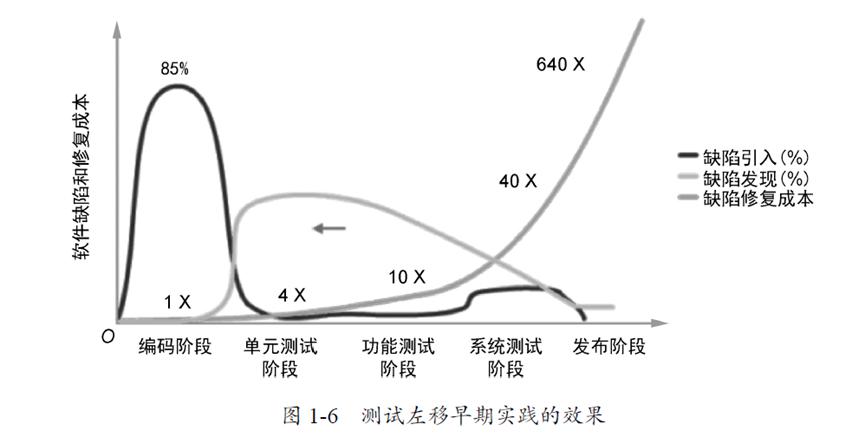 软件缺陷和修复成本
85%
640 X
40 X
10 X
4 X
1 X
缺陷引入(%)
缺陷发现(%)
缺陷修复成本
O
编码阶段
单元测试
阶段
功能测试
阶段
系统测试
阶段
发布阶段
图 1-6 测试左移早期实践的效果